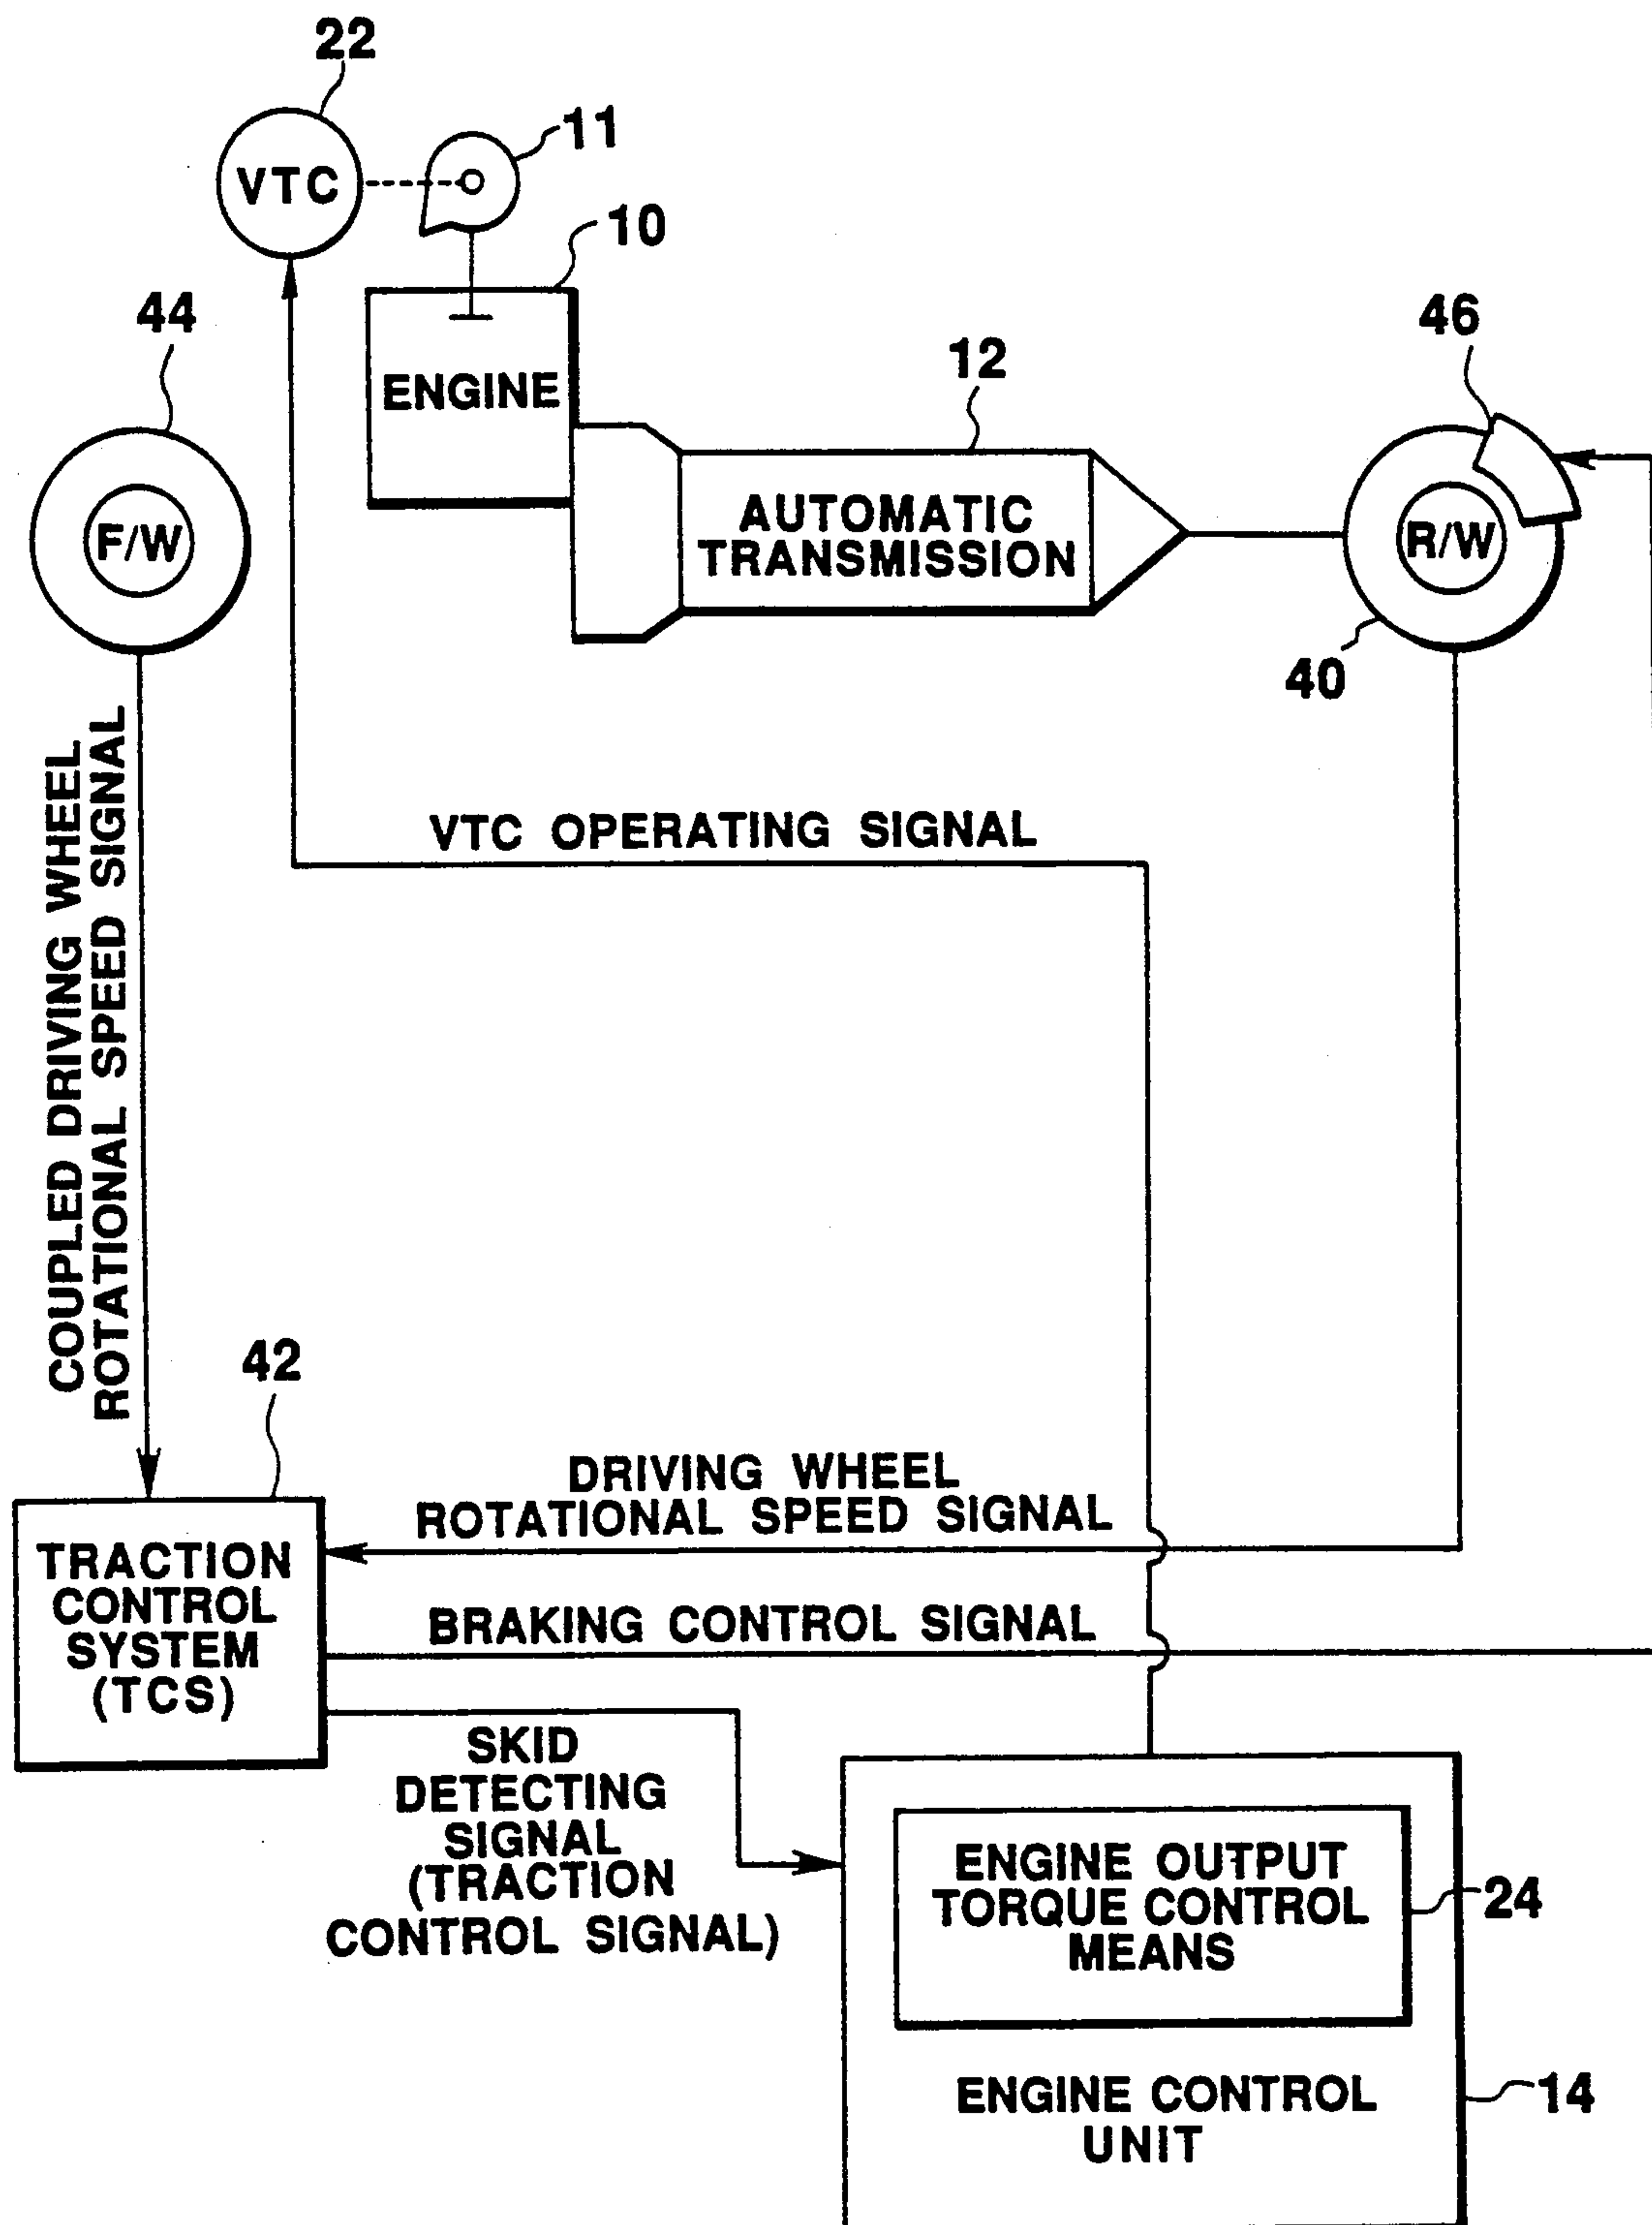 22
11
VTC
10
44
46
12
ENGINE
F/W
AUTOMATIC
TRANSMISSION
R/W
40
COUPLED DRIVING WHEEL
ROTATIONAL SPEED SIGNAL
VTC OPERATING SIGNAL
42
DRIVING WHEEL
ROTATIONAL SPEED SIGNAL
TRACTION
CONTROL
SYSTEM
(TCS)
BRAKING CONTROL SIGNAL
SKID
DETECTING
SIGNAL
(TRACTION
CONTROL SIGNAL)
ENGINE OUTPUT
TORQUE CONTROL
MEANS
24
ENGINE CONTROL
UNIT
14